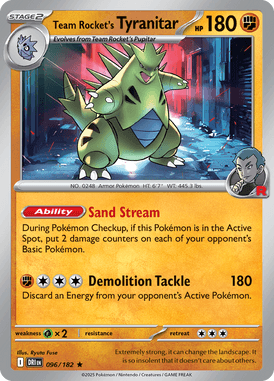 STAGE2 Team Rocket's Tyranitar HP 180
Evolves from Team Rocket's Pupitar
R
NO. 0248 Armor Pokémon HT: 6'7" WT: 445.3 lbs.
Ability Sand Stream
During Pokémon Checkup, if this Pokémon is in the Active
Spot, put 2 damage counters on each of your opponent's
Basic Pokémon.
Demolition Tackle 180
Discard an Energy from your opponent's Active Pokémon.
weakness ×2 resistance retreat
Illus. Ryota Fuse
I DRI EN 096/182 ★
Extremely strong, it can change the landscape. It
is so insolent that it doesn't care about others.
©2025 Pokémon / Nintendo / Creatures / GAME FREAK